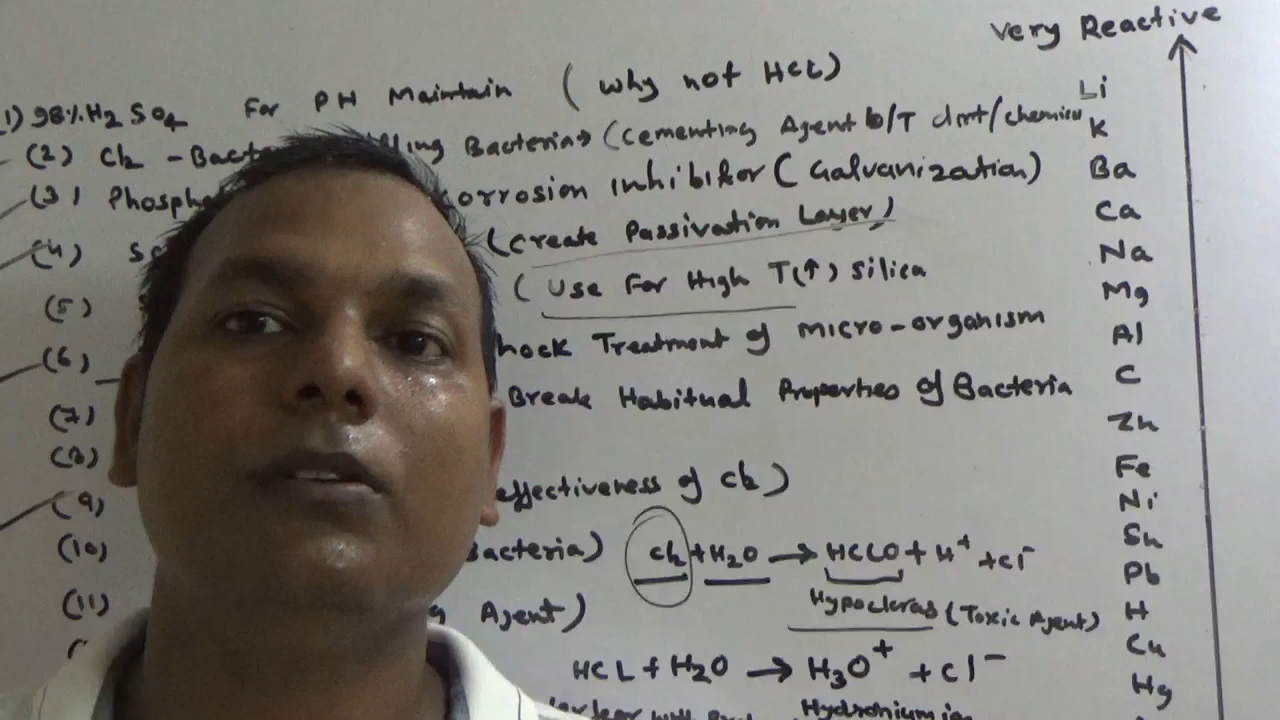 Very Reactive
(1) 98% H2SO4 For PH Maintain (Why not HCL)
(2) Cl2 - Bacte lling Bacteria (Cementing Agent b/T dirt/chemica
(3) Phosph corrosion Inhibitor (Galvanization)
(4) (Create Passivation Layer)
(5) (Use For High T(↑) Silica
(6) hock Treatment of micro-organism
(7) Break Habitual Properties of Bacteria
(8)
(9) effectiveness of Cl2)
(10) Bacteria) Cl2 + H2O → HCLO + H+ + Cl-
(11) g Agent) Hypoclras (Toxic Agent)
HCL + H2O → H3O+ + Cl-
Hydronium
Li
K
Ba
Ca
Na
Mg
Al
C
Zn
Fe
Ni
Sn
Pb
H
Cu
Hg